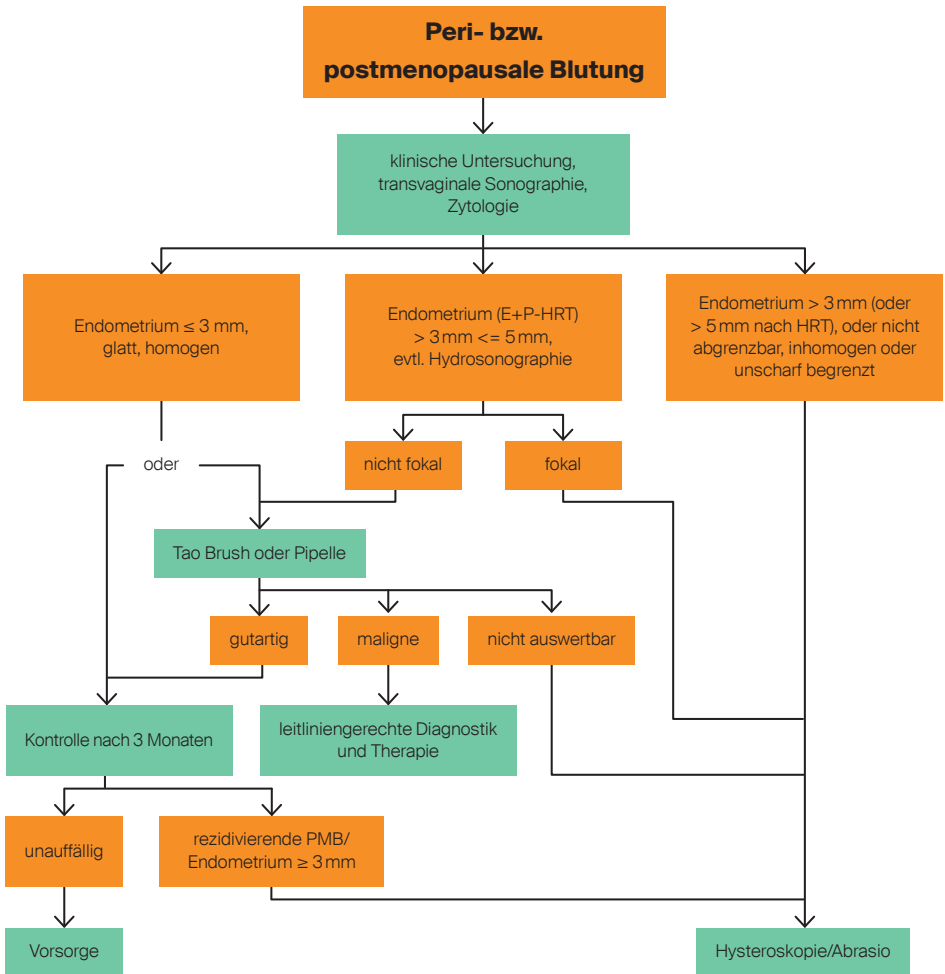 Peri- bzw.
postmenopausale Blutung
klinische Untersuchung,
transvaginale Sonographie,
Zytologie
Endometrium ≤ 3 mm,
glatt, homogen
Endometrium (E+P-HRT)
> 3 mm <= 5 mm,
evtl. Hydrosonographie
Endometrium > 3 mm (oder
> 5 mm nach HRT), oder nicht
abgrenzbar, inhomogen oder
unscharf begrenzt
oder
nicht fokal
fokal
Tao Brush oder Pipelle
gutartig
maligne
nicht auswertbar
Kontrolle nach 3 Monaten
leitliniengerechte Diagnostik
und Therapie
unauffällig
rezidivierende PMB/
Endometrium ≥ 3 mm
Vorsorge
Hysteroskopie/Abrasio